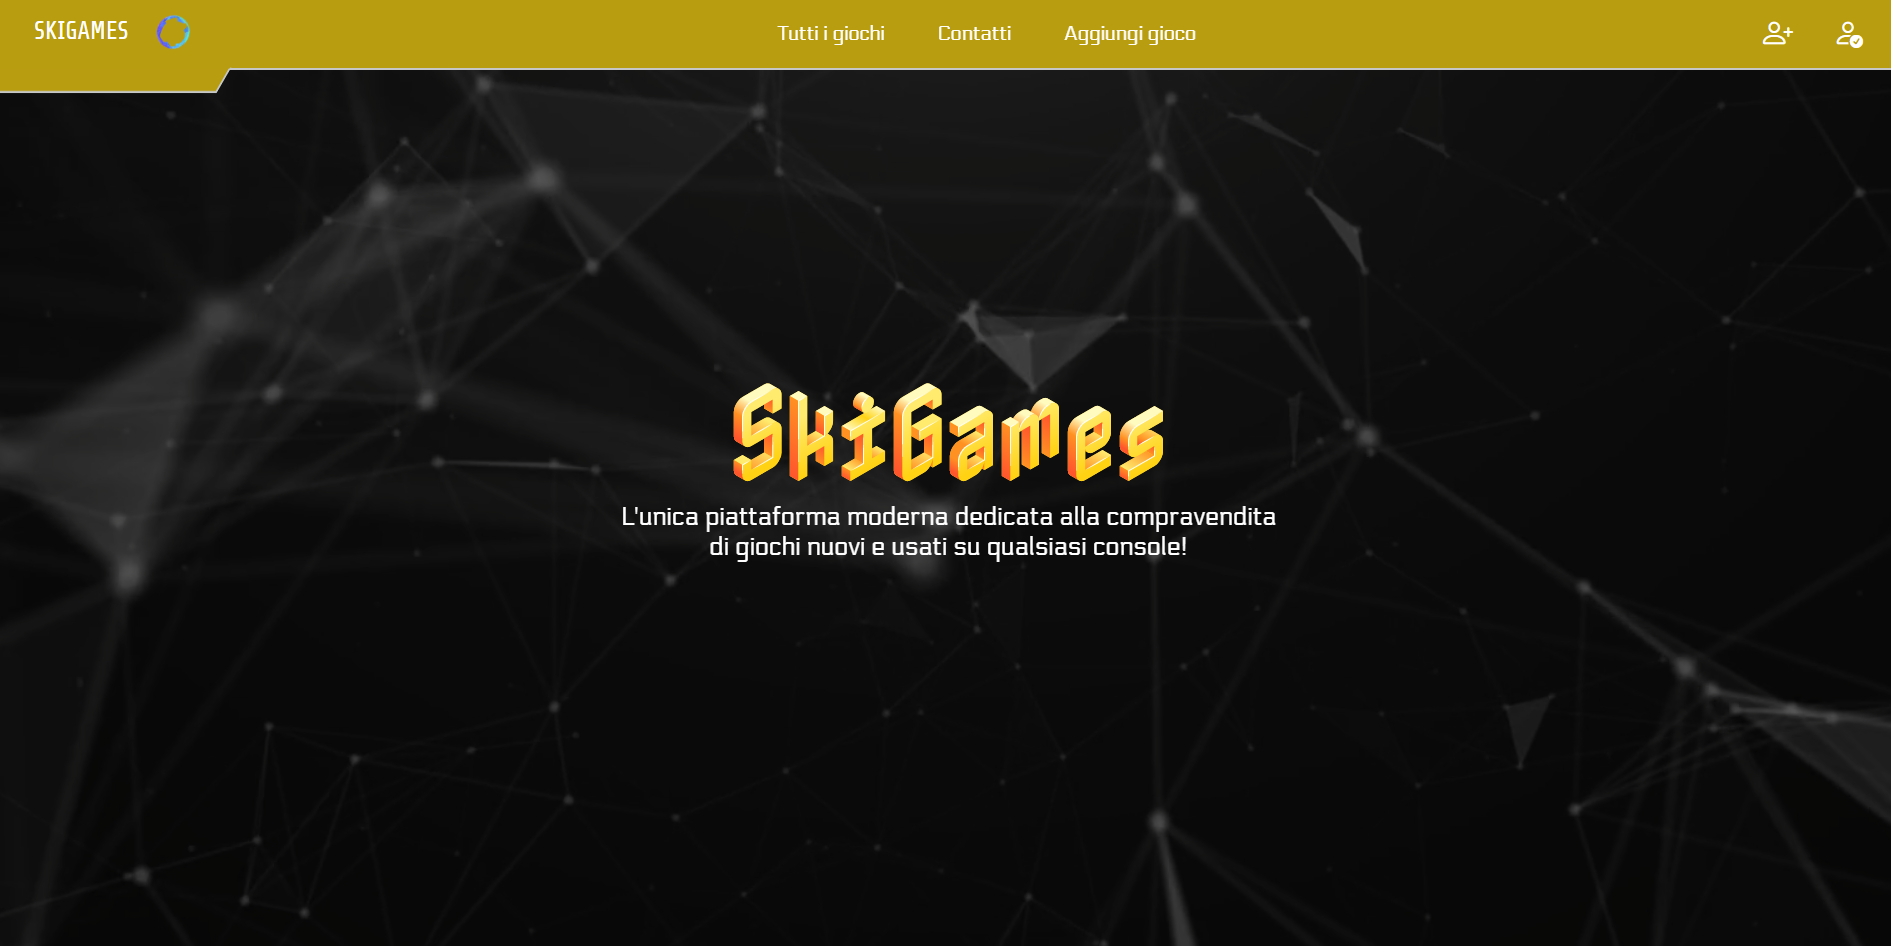 SKIGAMES
Tutti i giochi
Contatti
Aggiungi gioco
SkiGames
L'unica piattaforma moderna dedicata alla compravendita
di giochi nuovi e usati su qualsiasi console!